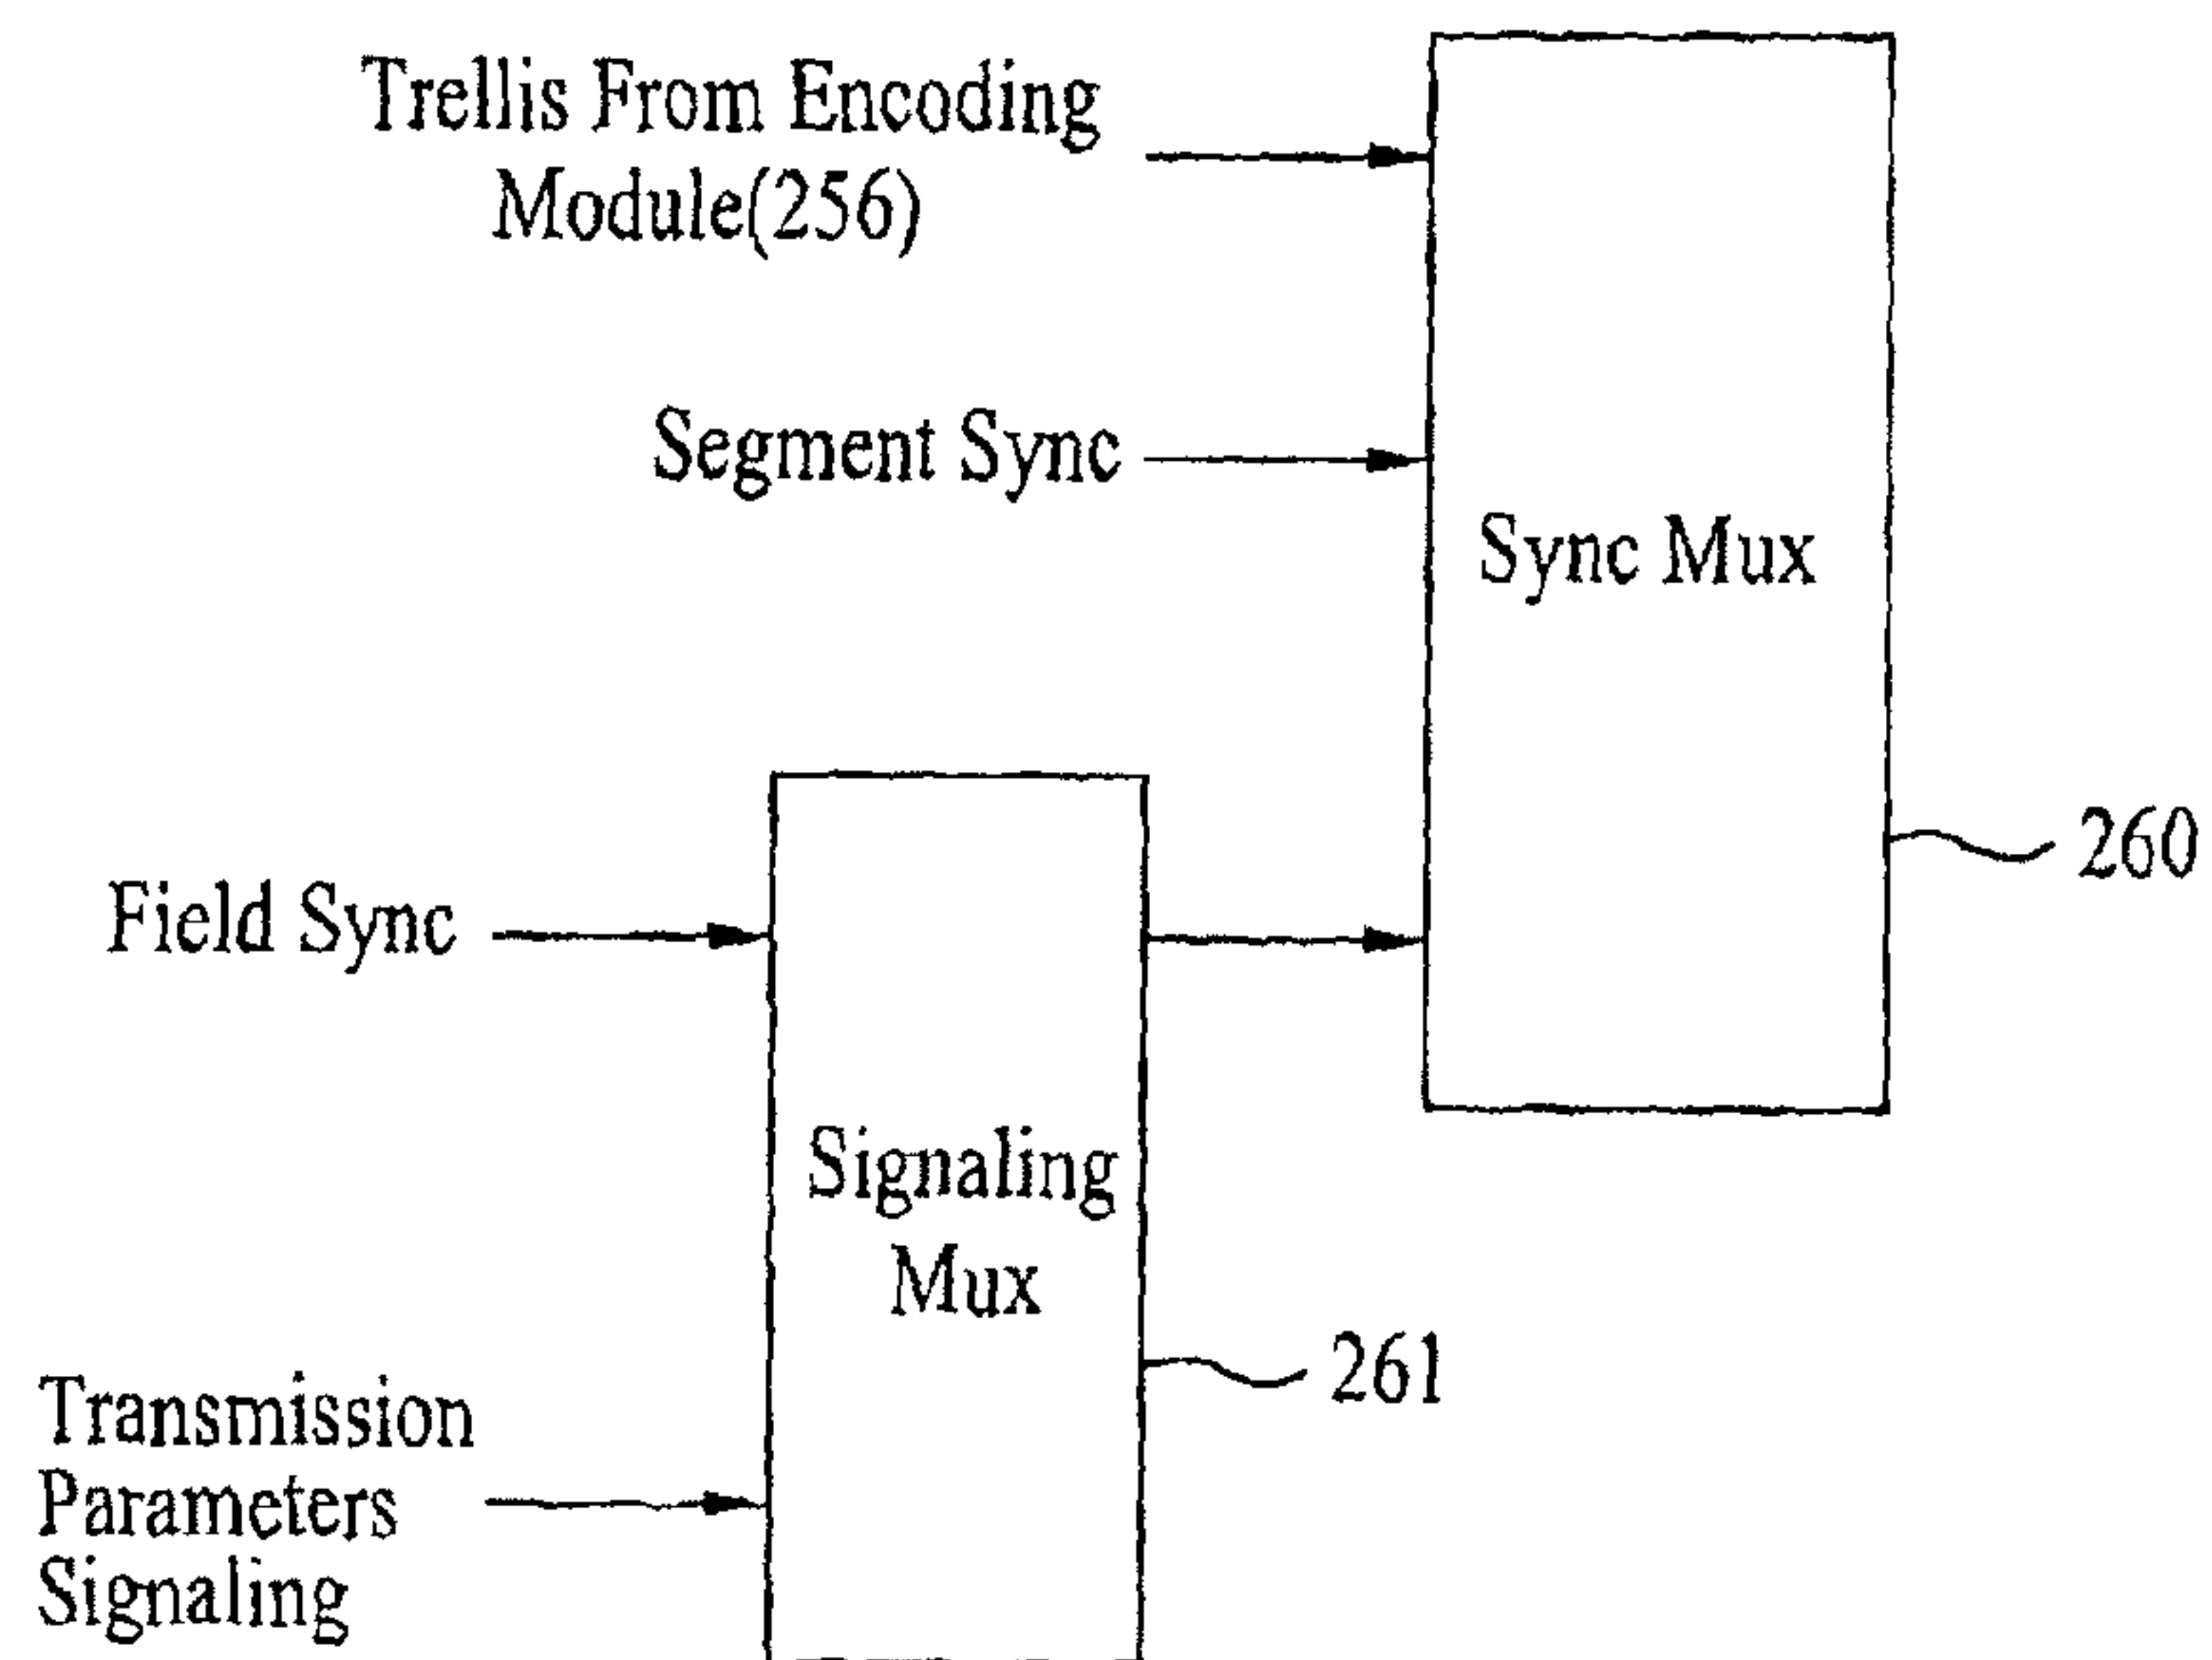 Trellis From Encoding
Module(256)
Segment Sync
Sync Mux
260
Field Sync
Signaling
Mux
261
Transmission
Parameters
Signaling